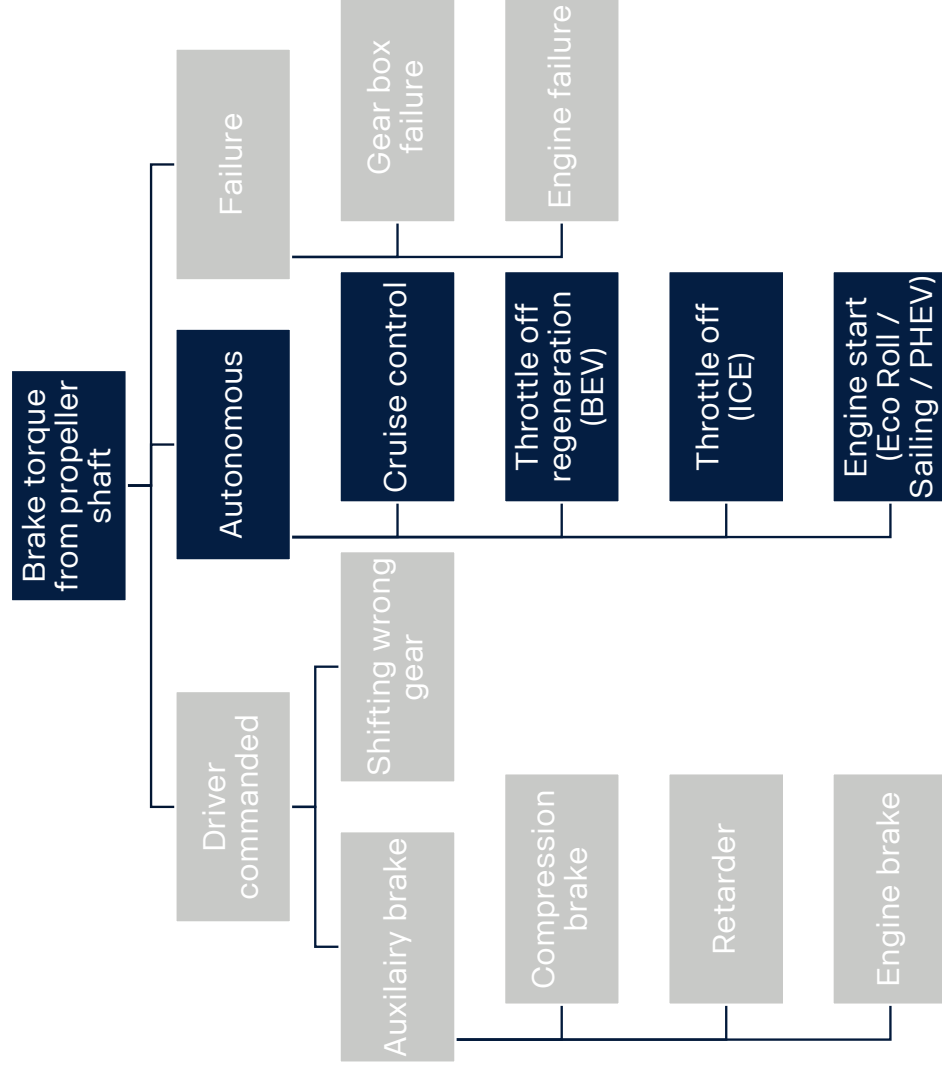 Brake torque
from propeller
shaft
Driver
commanded
Autonomous
Failure
Auxilairy brake
Shifting wrong
gear
Cruise control
Gear box
failure
Compression
brake
Throttle off
regeneration
(BEV)
Engine failure
Retarder
Throttle off
(ICE)
Engine brake
Engine start
(Eco Roll /
Sailing / PHEV)